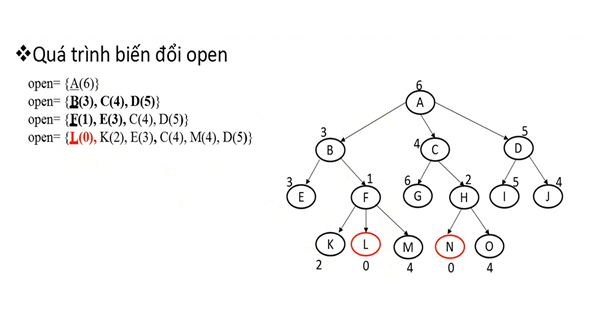 ❖Quá trình biến đổi open
open= {A(6)}
open= {B(3), C(4), D(5)}
open= {F(1), E(3), C(4), D(5)}
open= {L(0), K(2), E(3), C(4), M(4), D(5)}
6
A
3
B
4
C
5
D
3
E
1
F
6
G
2
H
5
I
4
J
K
L
M
N
O
2
0
4
0
4